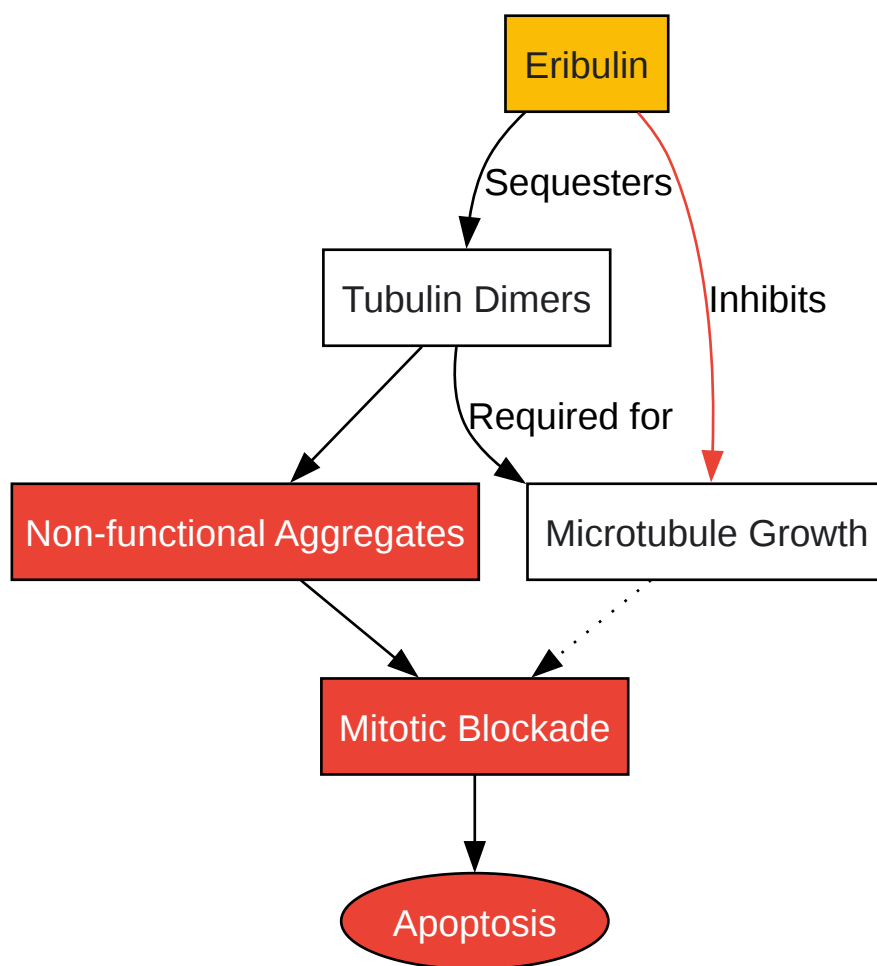 Eribulin
Sequesters
Tubulin Dimers
Inhibits
Required for
Non-functional Aggregates
Microtubule Growth
Mitotic Blockade
Apoptosis